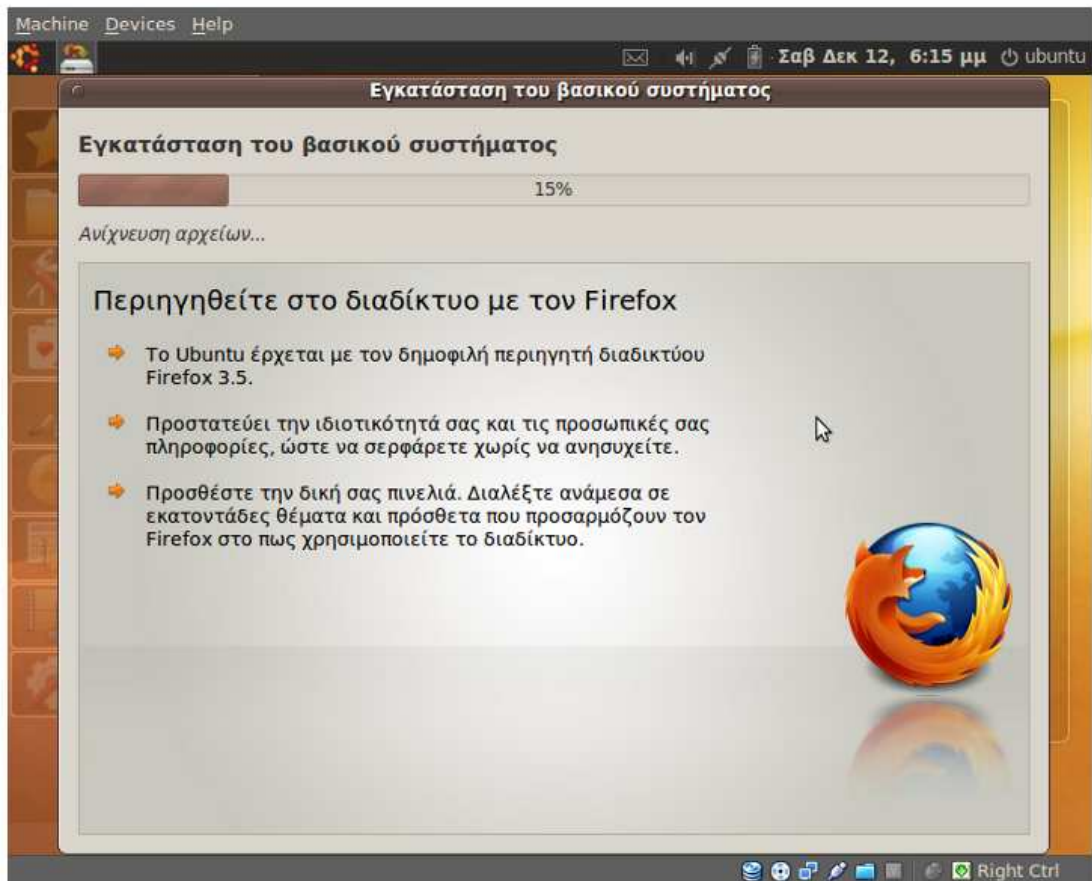 Machine Devices Help
Σαβ Δεκ 12, 6:15 μμ ubuntu
Εγκατάσταση του βασικού συστήματος
Εγκατάσταση του βασικού συστήματος
15%
Ανίχνευση αρχείων...
Περιηγηθείτε στο διαδίκτυο με τον Firefox
Το Ubuntu έρχεται με τον δημοφιλή περιηγητή διαδικτύου
Firefox 3.5.
Προστατεύει την ιδιοτικότητά σας και τις προσωπικές σας
πληροφορίες, ώστε να σερφάρετε χωρίς να ανησυχείτε.
Προσθέστε την δική σας πινελιά. Διαλέξτε ανάμεσα σε
εκατοντάδες θέματα και πρόσθετα που προσαρμόζουν τον
Firefox στο πως χρησιμοποιείτε το διαδίκτυο.
Right Ctrl